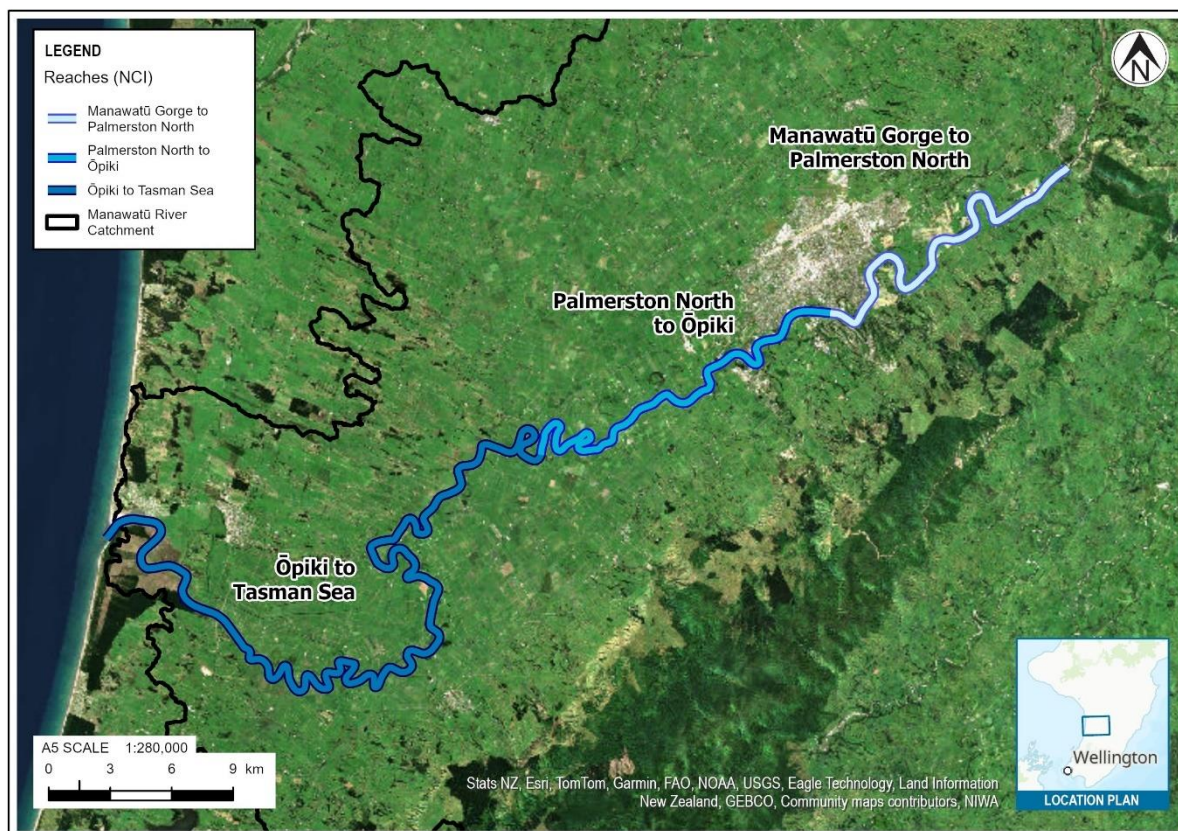 LEGEND
Reaches (NCI)
Manawatū Gorge to
Palmerston North
Palmerston North to
Ōpiki
Ōpiki to Tasman Sea
Manawatū River
Catchment
N
Manawatū Gorge to
Palmerston North
Palmerston North
to Ōpiki
Ōpiki to
Tasman Sea
A5 SCALE 1:280,000
0 3 6 9 km
Stats NZ, Esri, TomTom, Garmin, FAO, NOAA, USGS, Eagle Technology, Land Information
New Zealand, GEBCO, Community maps contributors, NIWA
Wellington
LOCATION PLAN